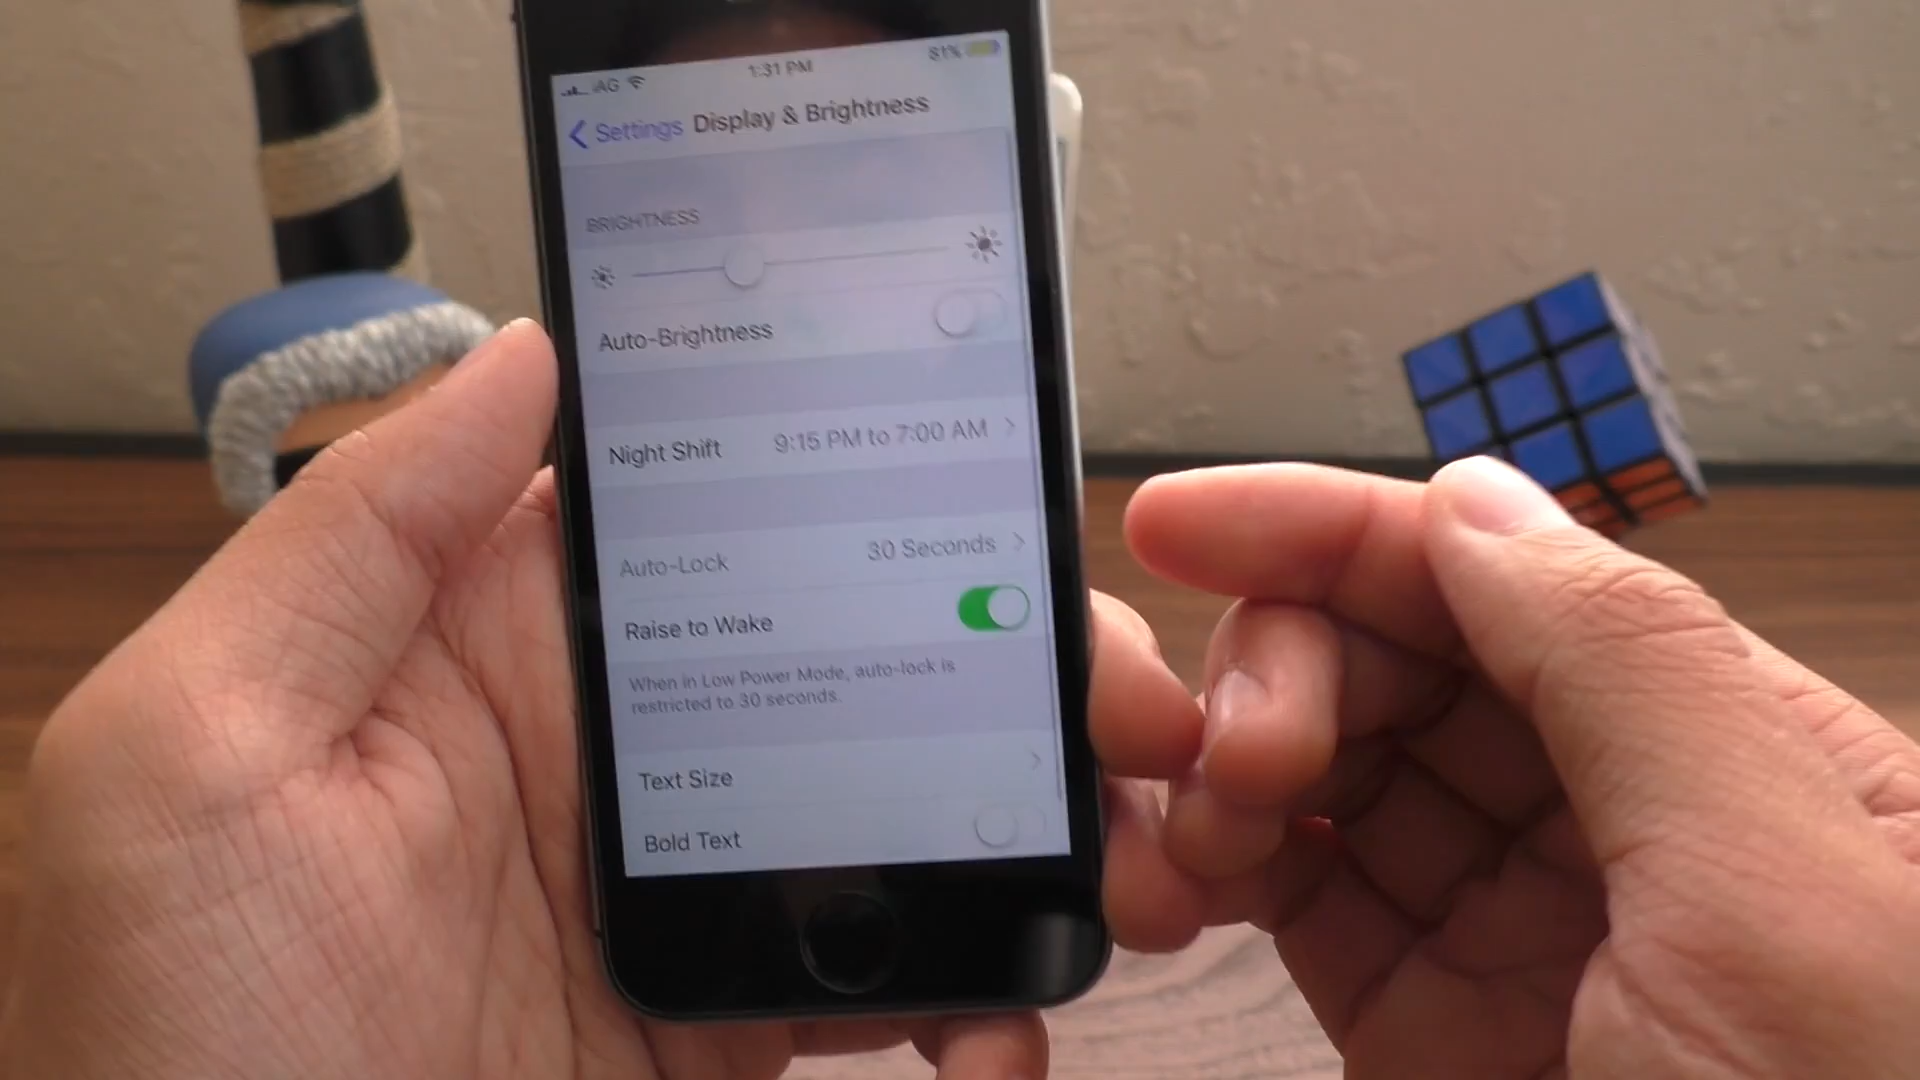 iAG 1:31 PM 81%
Settings Display & Brightness
BRIGHTNESS
Auto-Brightness
Night Shift 9:15 PM to 7:00 AM
Auto-Lock 30 Seconds
Raise to Wake
When in Low Power Mode, auto-lock is
restricted to 30 seconds.
Text Size
Bold Text